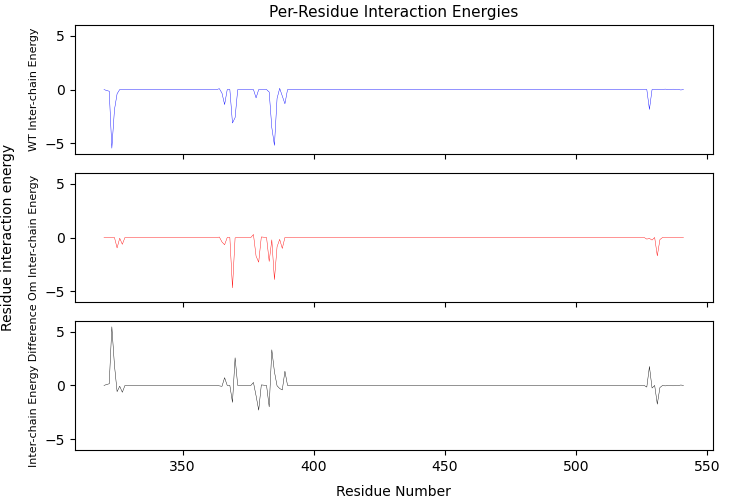 Per-Residue Interaction Energies
Residue interaction energy
WT Inter-chain Energy
5
0
−5
Om Inter-chain Energy
5
0
−5
Inter-chain Energy Difference
5
0
−5
350
400
450
500
550
Residue Number